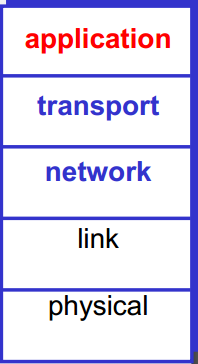 application
transport
network
link
physical